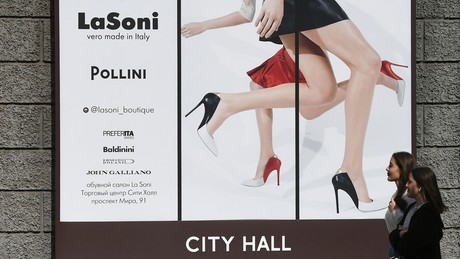 LaSoni
vero made in Italy
POLLINI
@lasoni_boutique
PREFERITA
Baldinini
JOHN GALLIANO
обувной салон La Soni
Торговый центр Сити Холл
проспект Мира, 91
CITY HALL